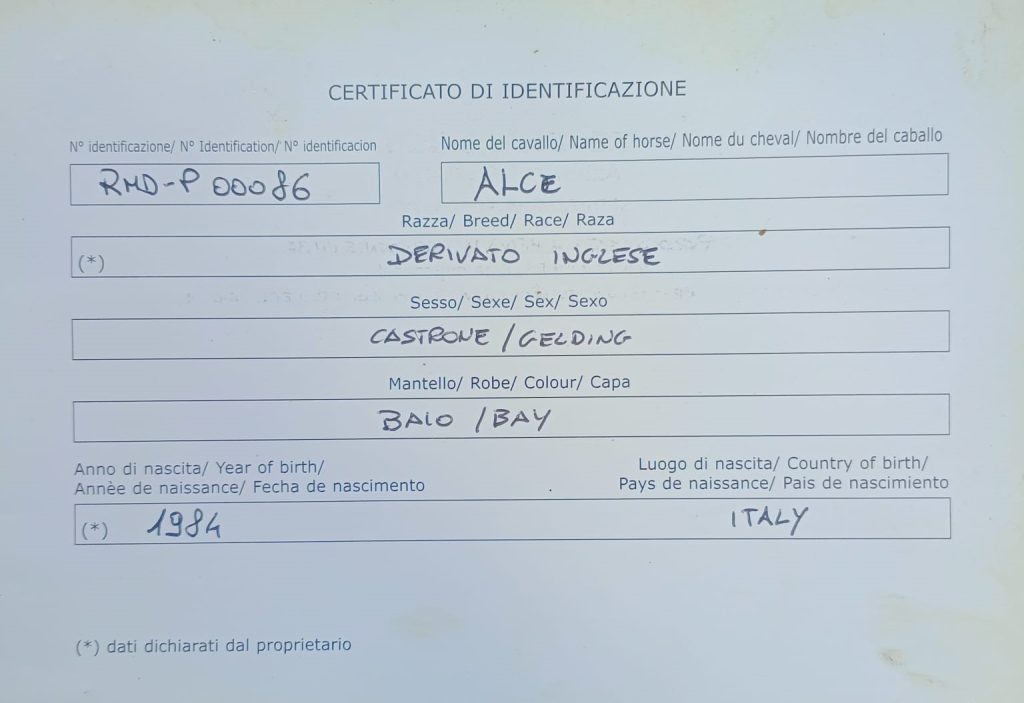 CERTIFICATO DI IDENTIFICAZIONE
N° identificazione/ N° Identification/ N° identificacion
Nome del cavallo/ Name of horse/ Nome du cheval/ Nombre del caballo
RMD-P 00086
ALCE
Razza/ Breed/ Race/ Raza
(*) DERIVATO INGLESE
Sesso/ Sexe/ Sex/ Sexo
CASTRONE / GELDING
Mantello/ Robe/ Colour/ Capa
BAIO / BAY
Anno di nascita/ Year of birth/
Annèe de naissance/ Fecha de nascimento
Luogo di nascita/ Country of birth/
Pays de naissance/ Pais de nascimiento
(*) 1984
ITALY
(*) dati dichiarati dal proprietario